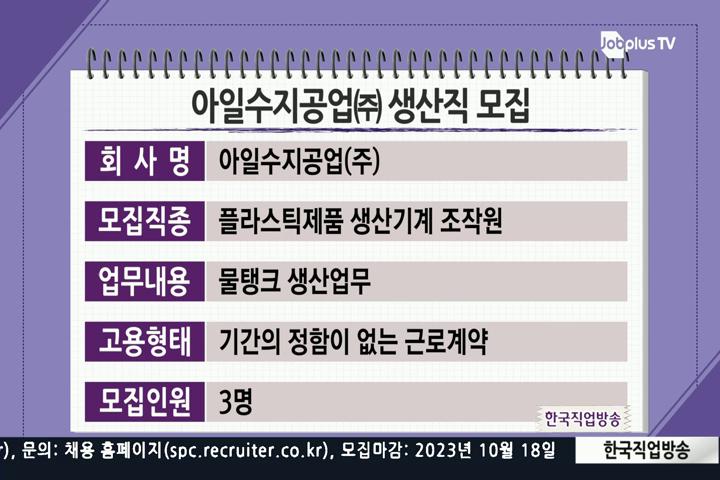 Jobplus TV
아일수지공업㈜ 생산직 모집
회 사 명 아일수지공업(주)
모집직종 플라스틱제품 생산기계 조작원
업무내용 물탱크 생산업무
고용형태 기간의 정함이 없는 근로계약
모집인원 3명
한국직업방송
), 문의: 채용 홈페이지(spc.recruiter.co.kr), 모집마감: 2023년 10월 18일 한국직업방송